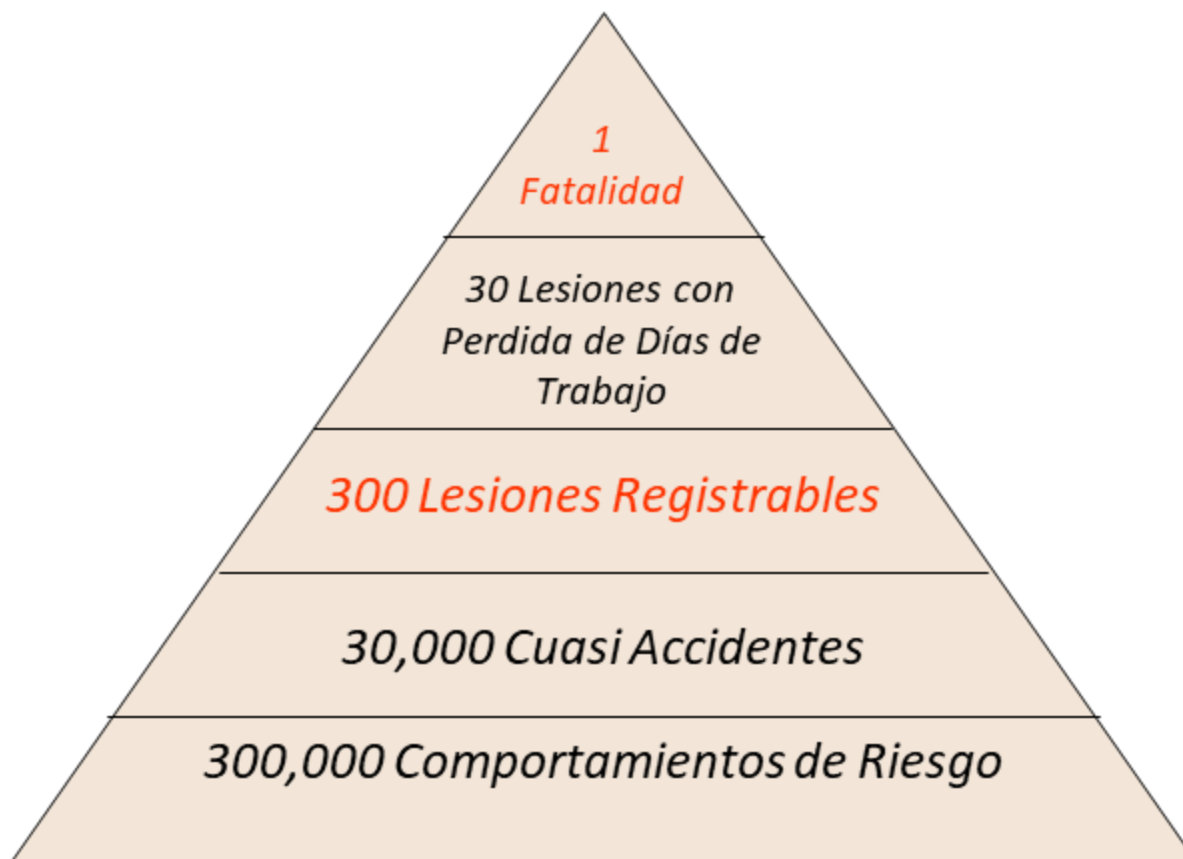 1
Fatalidad
30 Lesiones con
Perdida de Días de
Trabajo
300 Lesiones Registrables
30,000 Cuasi Accidentes
300,000 Comportamientos de Riesgo